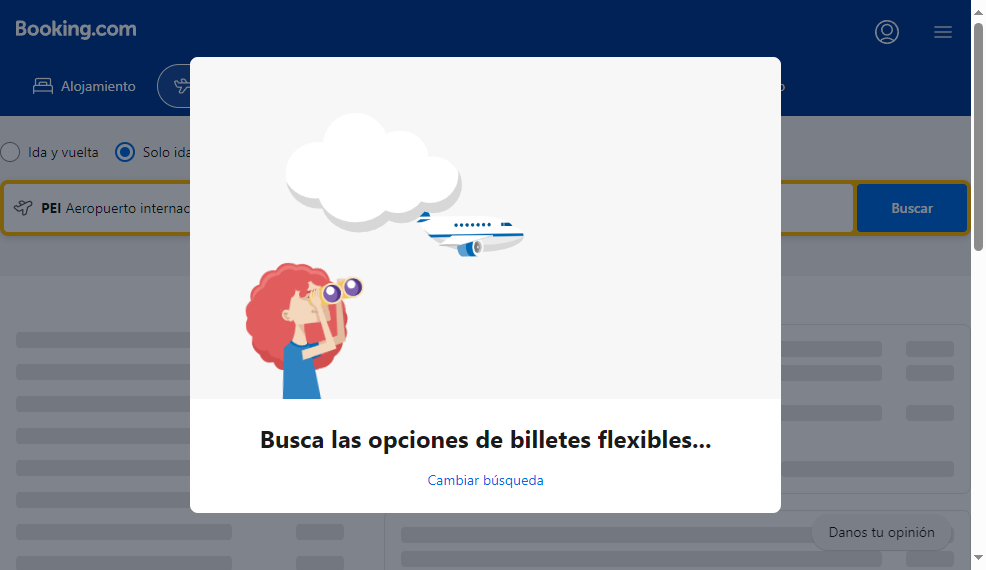 Booking.com
Alojamiento
Ida y vuelta
Solo ida
PEI Aeropuerto internac
Buscar
Busca las opciones de billetes flexibles...
Cambiar búsqueda
Danos tu opinión